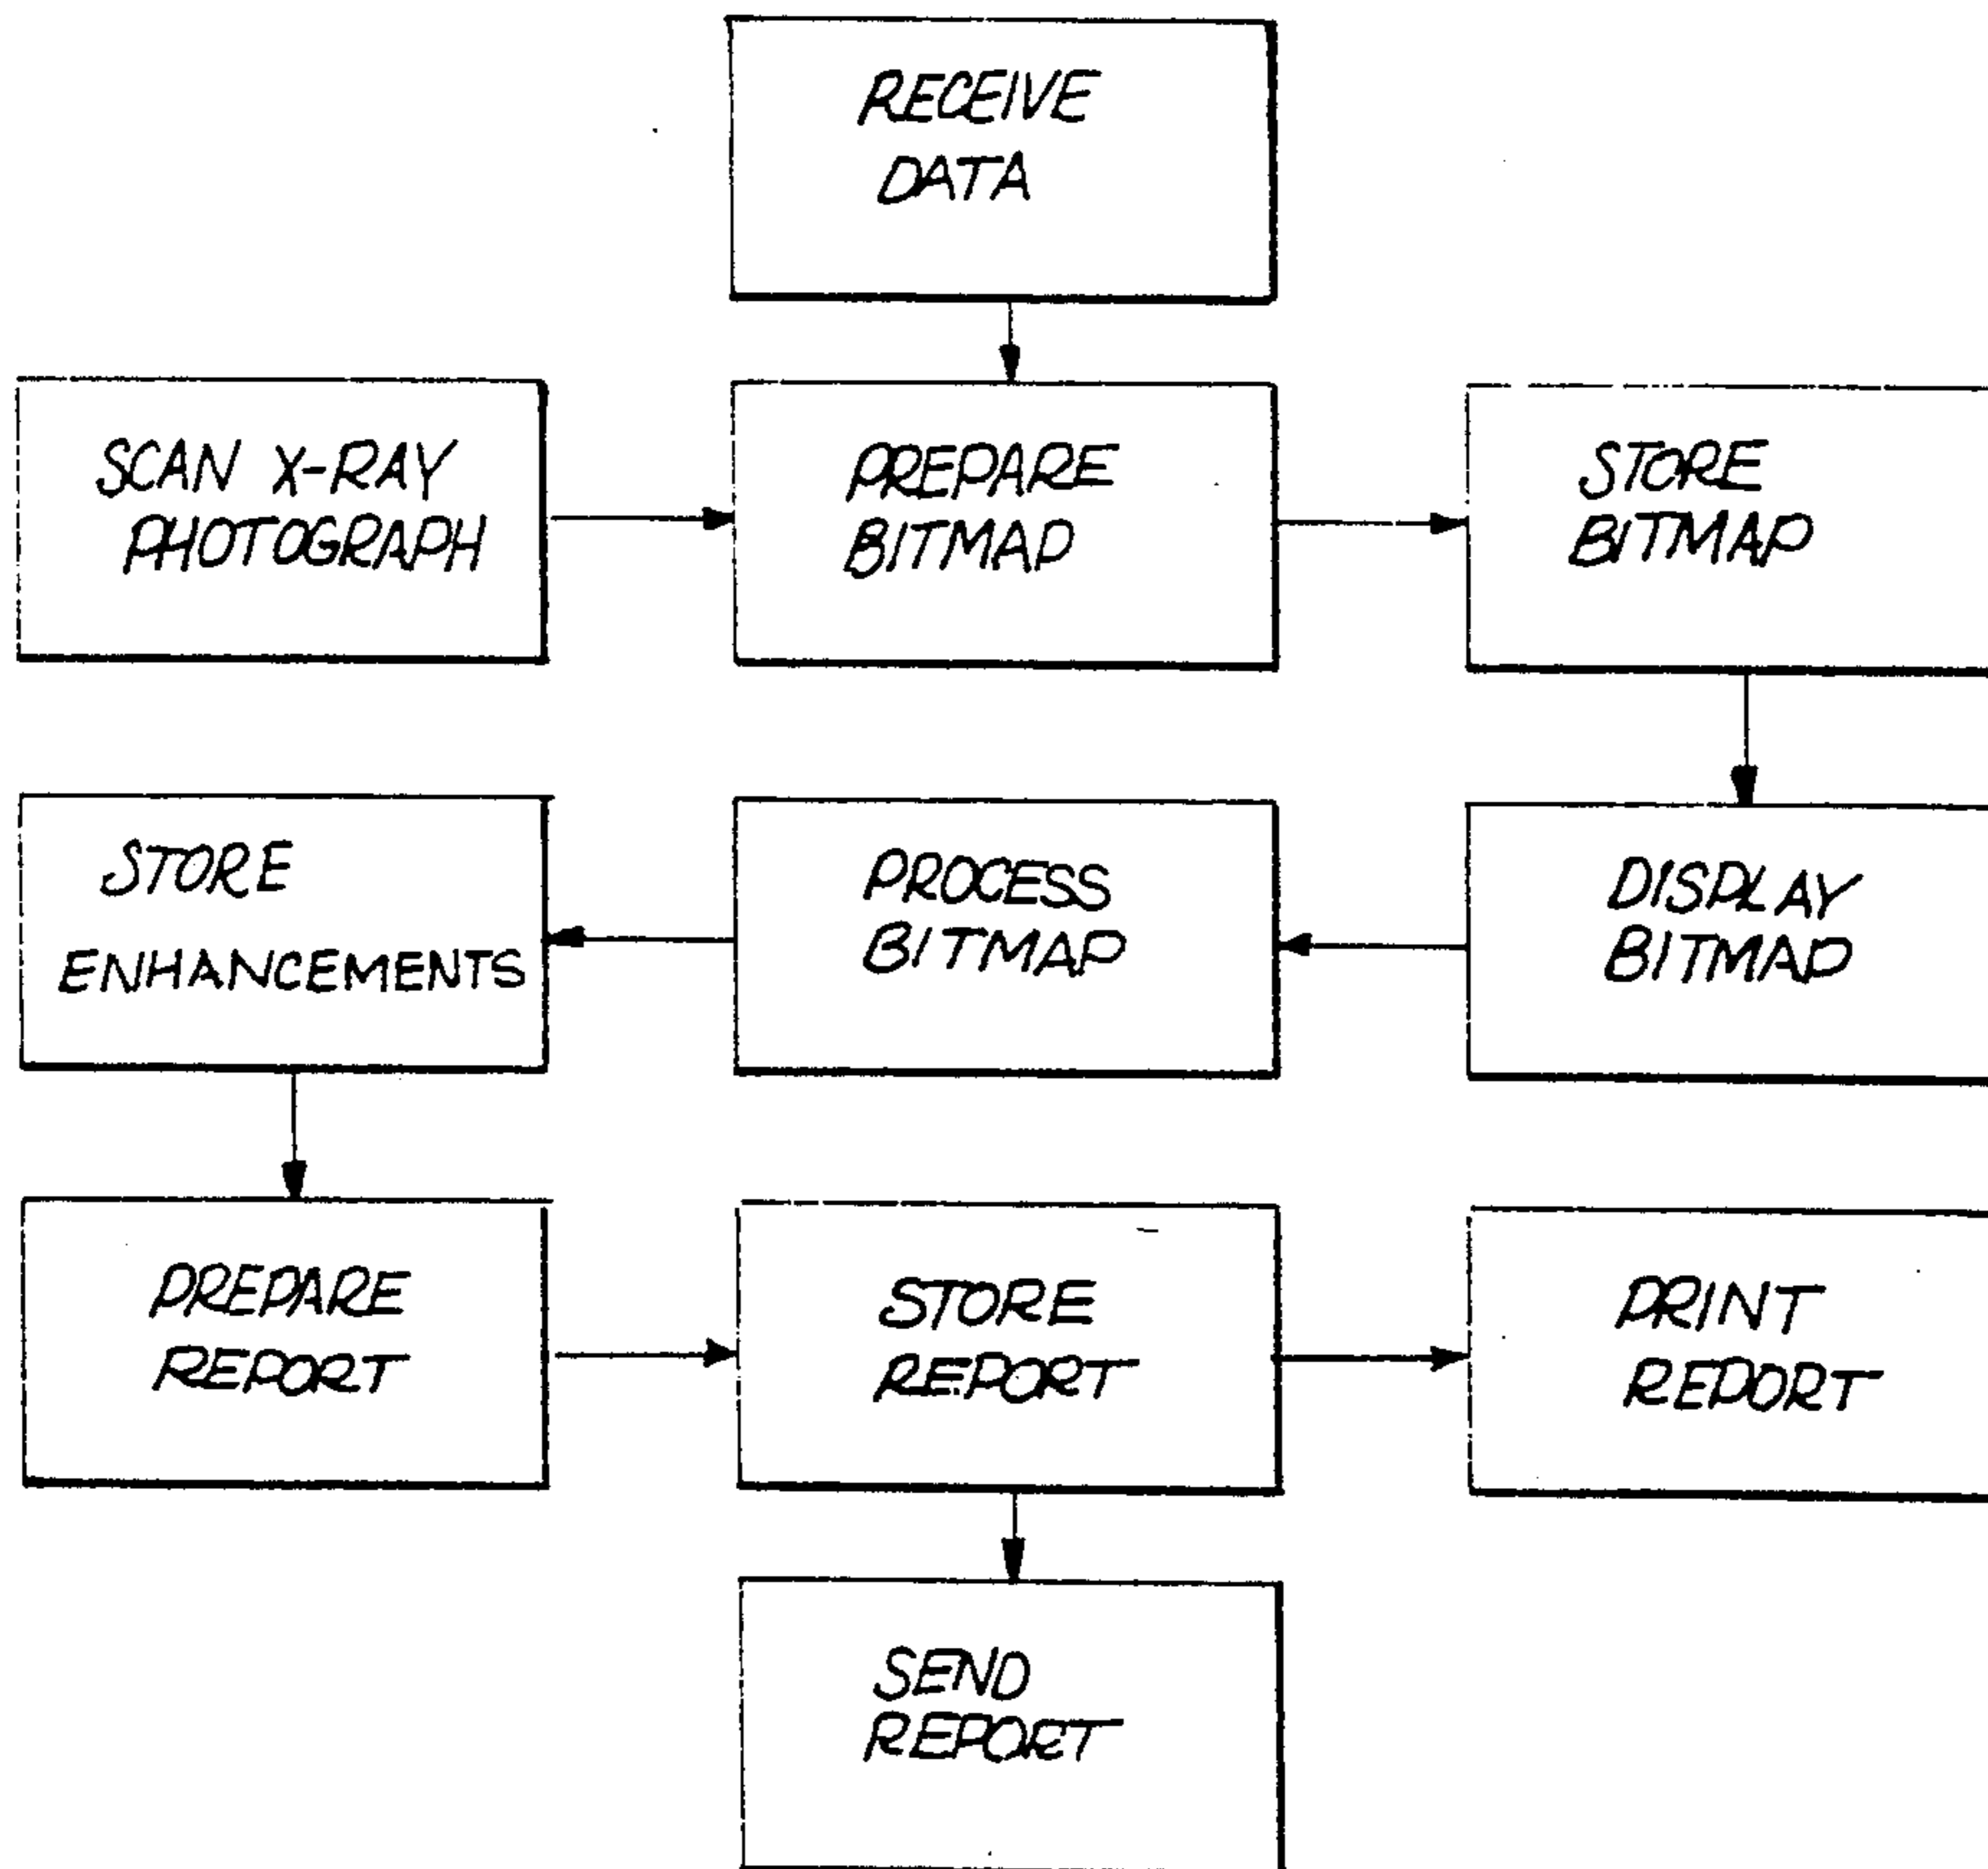 RECEIVE
DATA
SCAN X-RAY
PHOTOGRAPH
PREPARE
BITMAP
STORE
BITMAP
STORE
ENHANCEMENTS
PROCESS
BITMAP
DISPLAY
BITMAP
PREPARE
REPORT
STORE
REPORT
PRINT
REPORT
SEND
REPORT